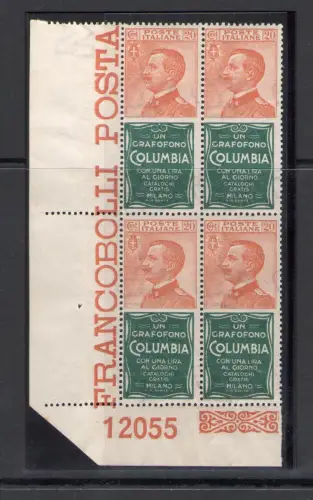 FRANCOBOLLI POSTA
POSTE ITALIANE 20
POSTE ITALIANE 20
UN
GRAFOFONO
COLUMBIA
CON UNA LIRA
AL GIORNO
CATALOGHI
GRATIS
MILANO
UN
GRAFOFONO
COLUMBIA
CON UNA LIRA
AL GIORNO
CATALOGHI
GRATIS
MILANO
POSTE ITALIANE 20
POSTE ITALIANE 20
UN
GRAFOFONO
COLUMBIA
CON UNA LIRA
AL GIORNO
CATALOGHI
GRATIS
MILANO
UN
GRAFOFONO
COLUMBIA
CON UNA LIRA
AL GIORNO
CATALOGHI
GRATIS
MILANO
12055